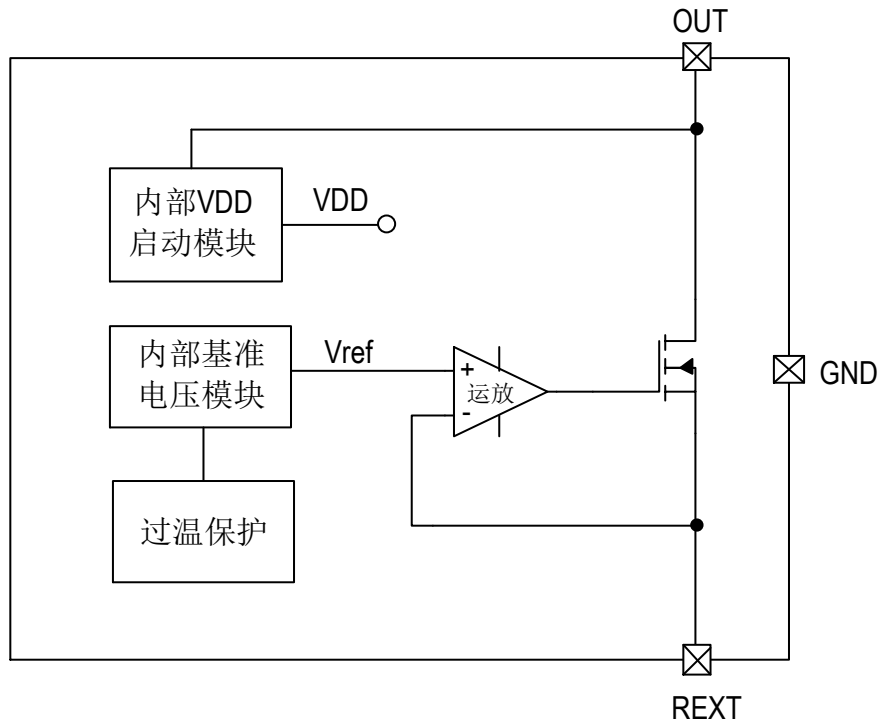 OUT
内部VDD
启动模块
VDD
内部基准
电压模块
Vref
+
运放
-
GND
过温保护
REXT